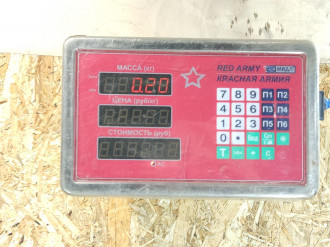 МАССА (кг)
0.20
ЦЕНА (руб/кг)
СТОИМОСТЬ (руб)
RED ARMY МИДЛ
КРАСНАЯ АРМИЯ
7 8 9 П1 П2
4 5 6 П3 П4
1 2 3 П5 П6
0
T + C